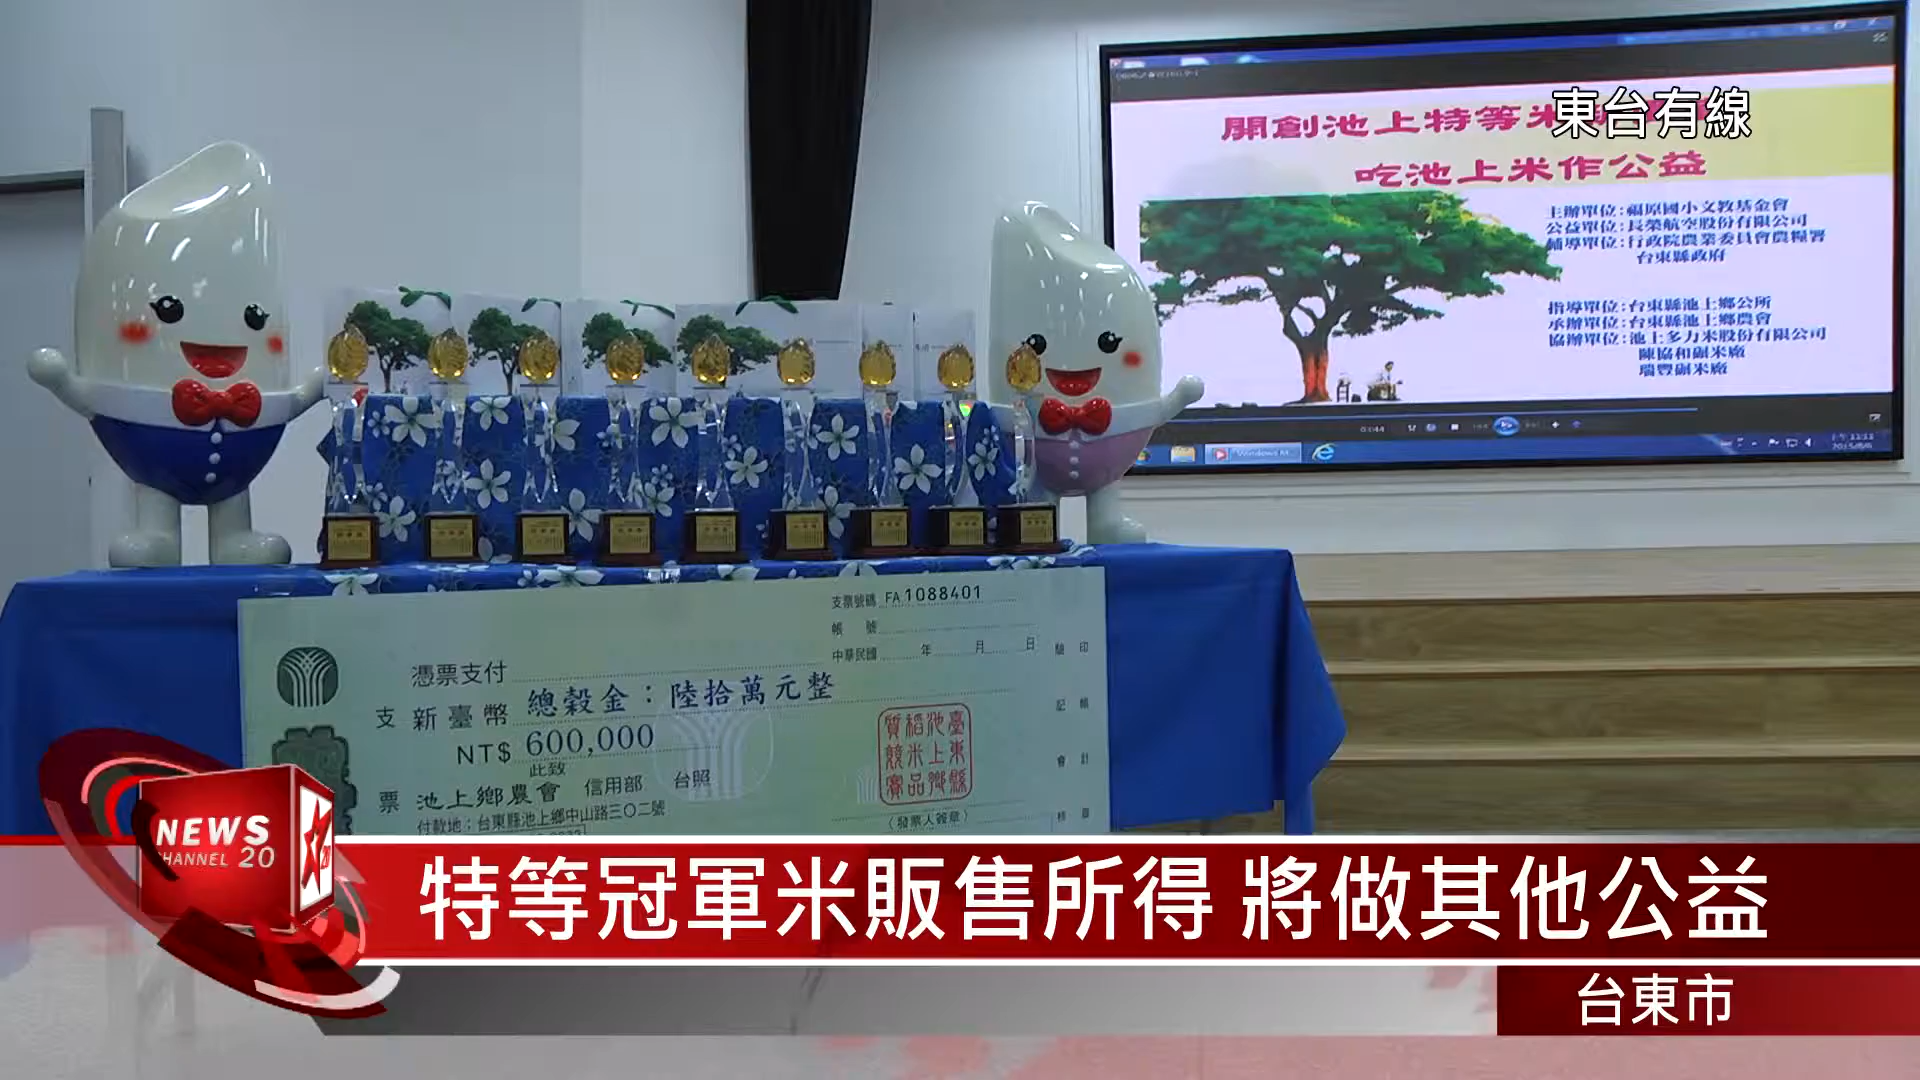 東台有線
開創池上特等米
吃池上米作公益
主辦單位:福原國小文教基金會
公益單位:長榮航空股份有限公司
輔導單位:行政院農業委員會農糧署
台東縣政府
指導單位:台東縣池上鄉公所
承辦單位:台東縣池上鄉農會
協辦單位:池上多力米股份有限公司
陳協和碾米廠
瑞豐碾米廠
支票號碼 FA1088401
帳 號
中華民國 年 月 日
驗 印
憑票支付
支 新臺幣 總穀金:陸拾萬元整
記 帳
NT$ 600,000
臺東縣池上鄉稻米品質競賽
會 計
此致
票 池上鄉農會 信用部 台照
付款地:台東縣池上鄉中山路三〇二號
(發票人簽章)
核 章
NEWS
CHANNEL 20
特等冠軍米販售所得 將做其他公益
台東市